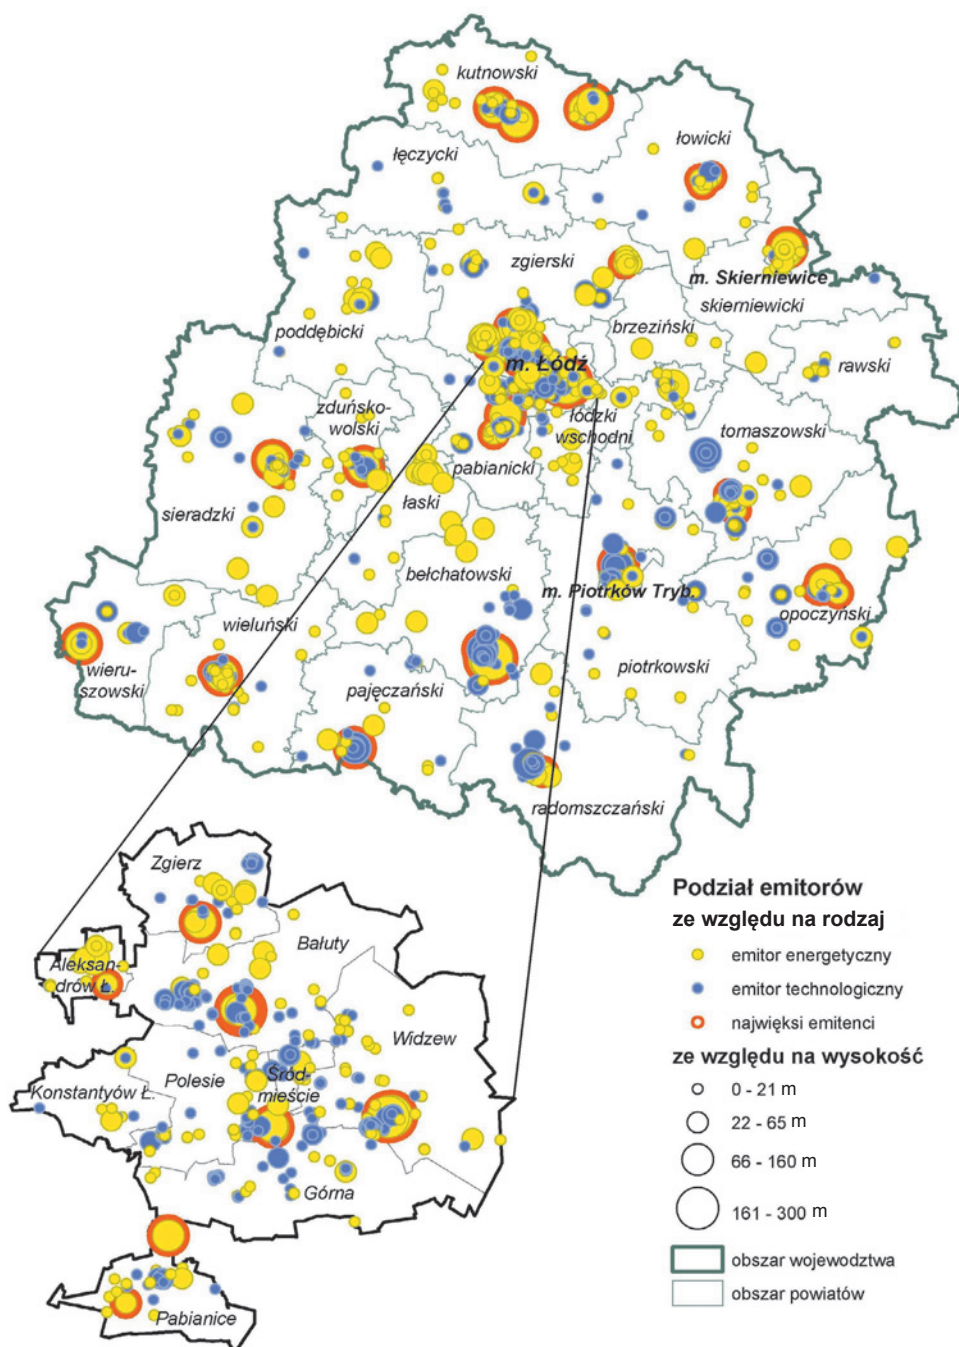 kutnowski
łowicki
łęczycki
zgierski
m. Skierniewice
skierniewicki
poddębicki
brzeziński
m. Łódź
rawski
zduńsko-
wolski
łódzki
wschodni
tomaszowski
pabianicki
łaski
sieradzki
bełchatowski
m. Piotrków Tryb.
opoczyński
wieluński
wieru-
szowski
pajęczański
piotrkowski
radomszczański
Zgierz
Bałuty
Aleksan-
drów Ł.
Widzew
Konstantyów Ł.
Polesie
Śród-
mieście
Górna
Pabianice
Podział emitorów
ze względu na rodzaj
emitor energetyczny
emitor technologiczny
najwięksi emitenci
ze względu na wysokość
0 - 21 m
22 - 65 m
66 - 160 m
161 - 300 m
obszar wojewodztwa
obszar powiatów